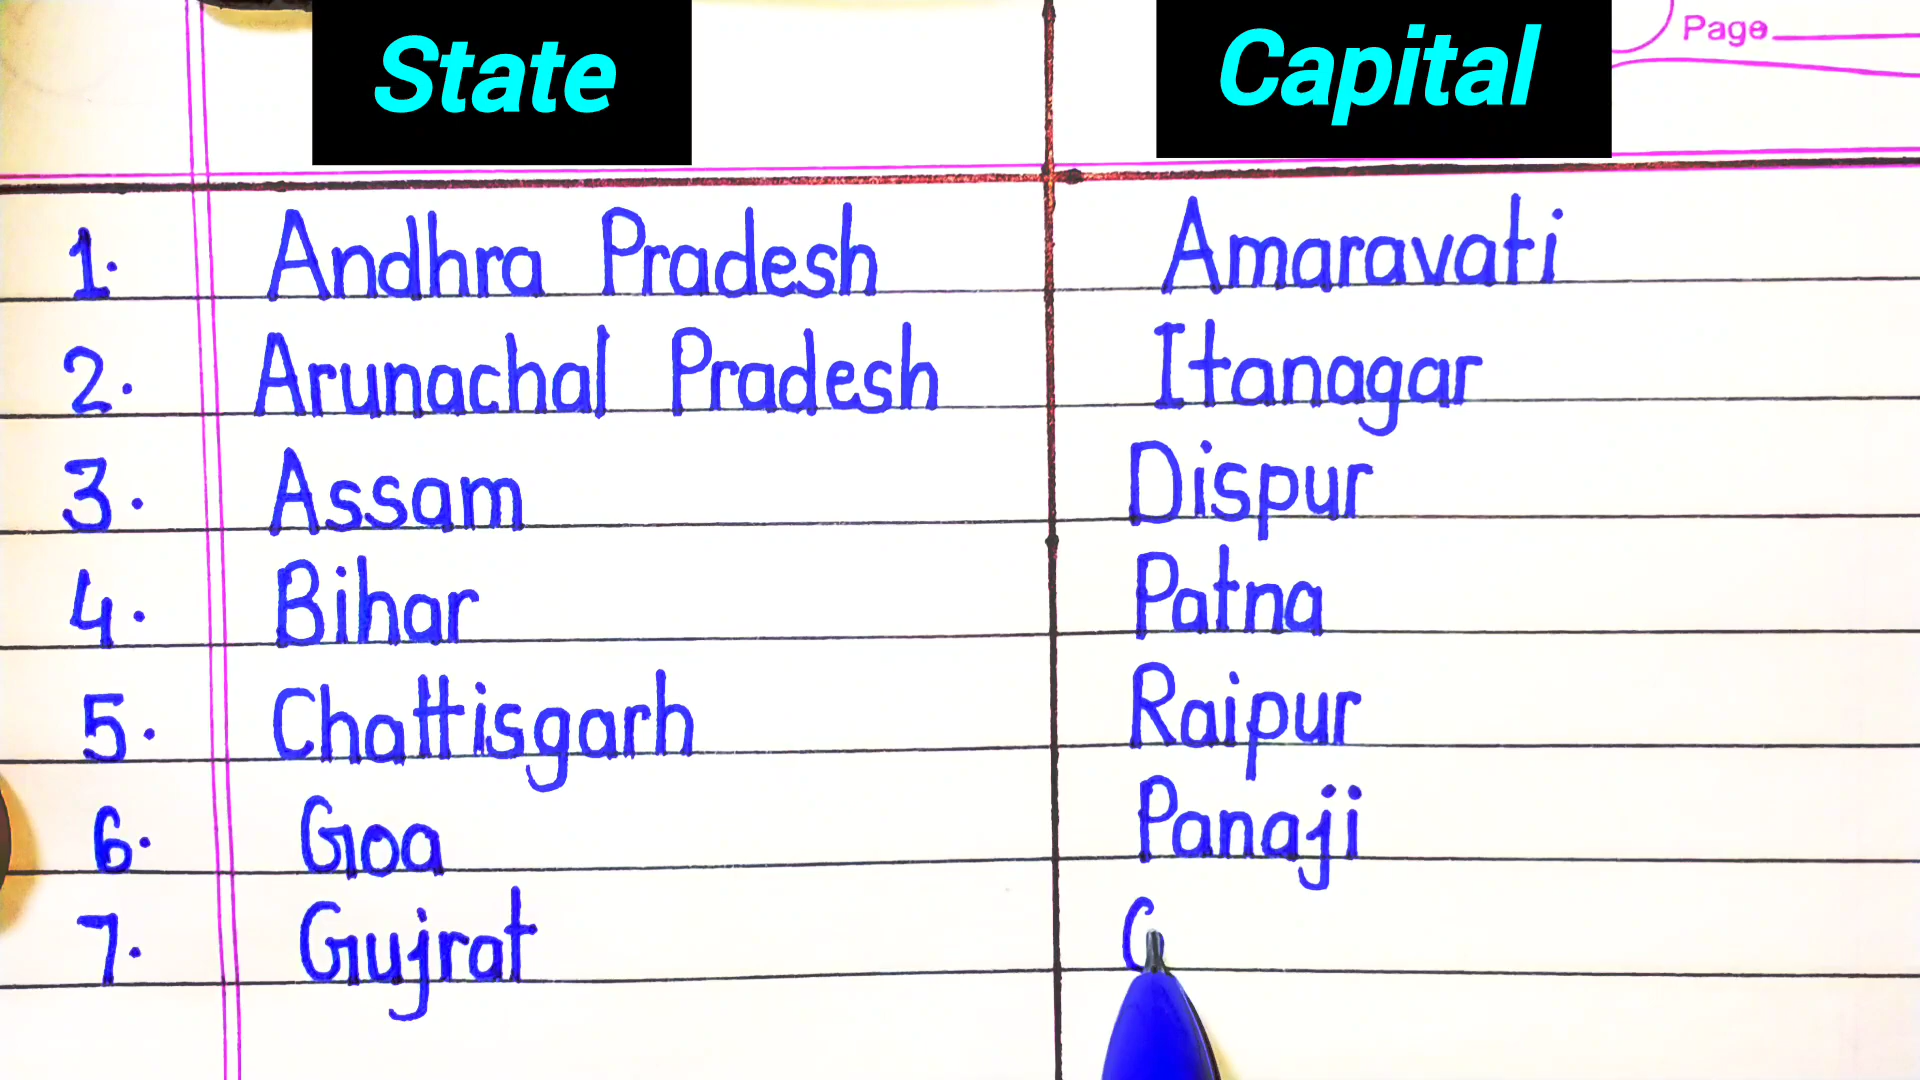 State Capital
Page
1. Andhra Pradesh Amaravati
2. Arunachal Pradesh Itanagar
3. Assam Dispur
4. Bihar Patna
5. Chattisgarh Raipur
6. Goa Panaji
7. Gujrat G